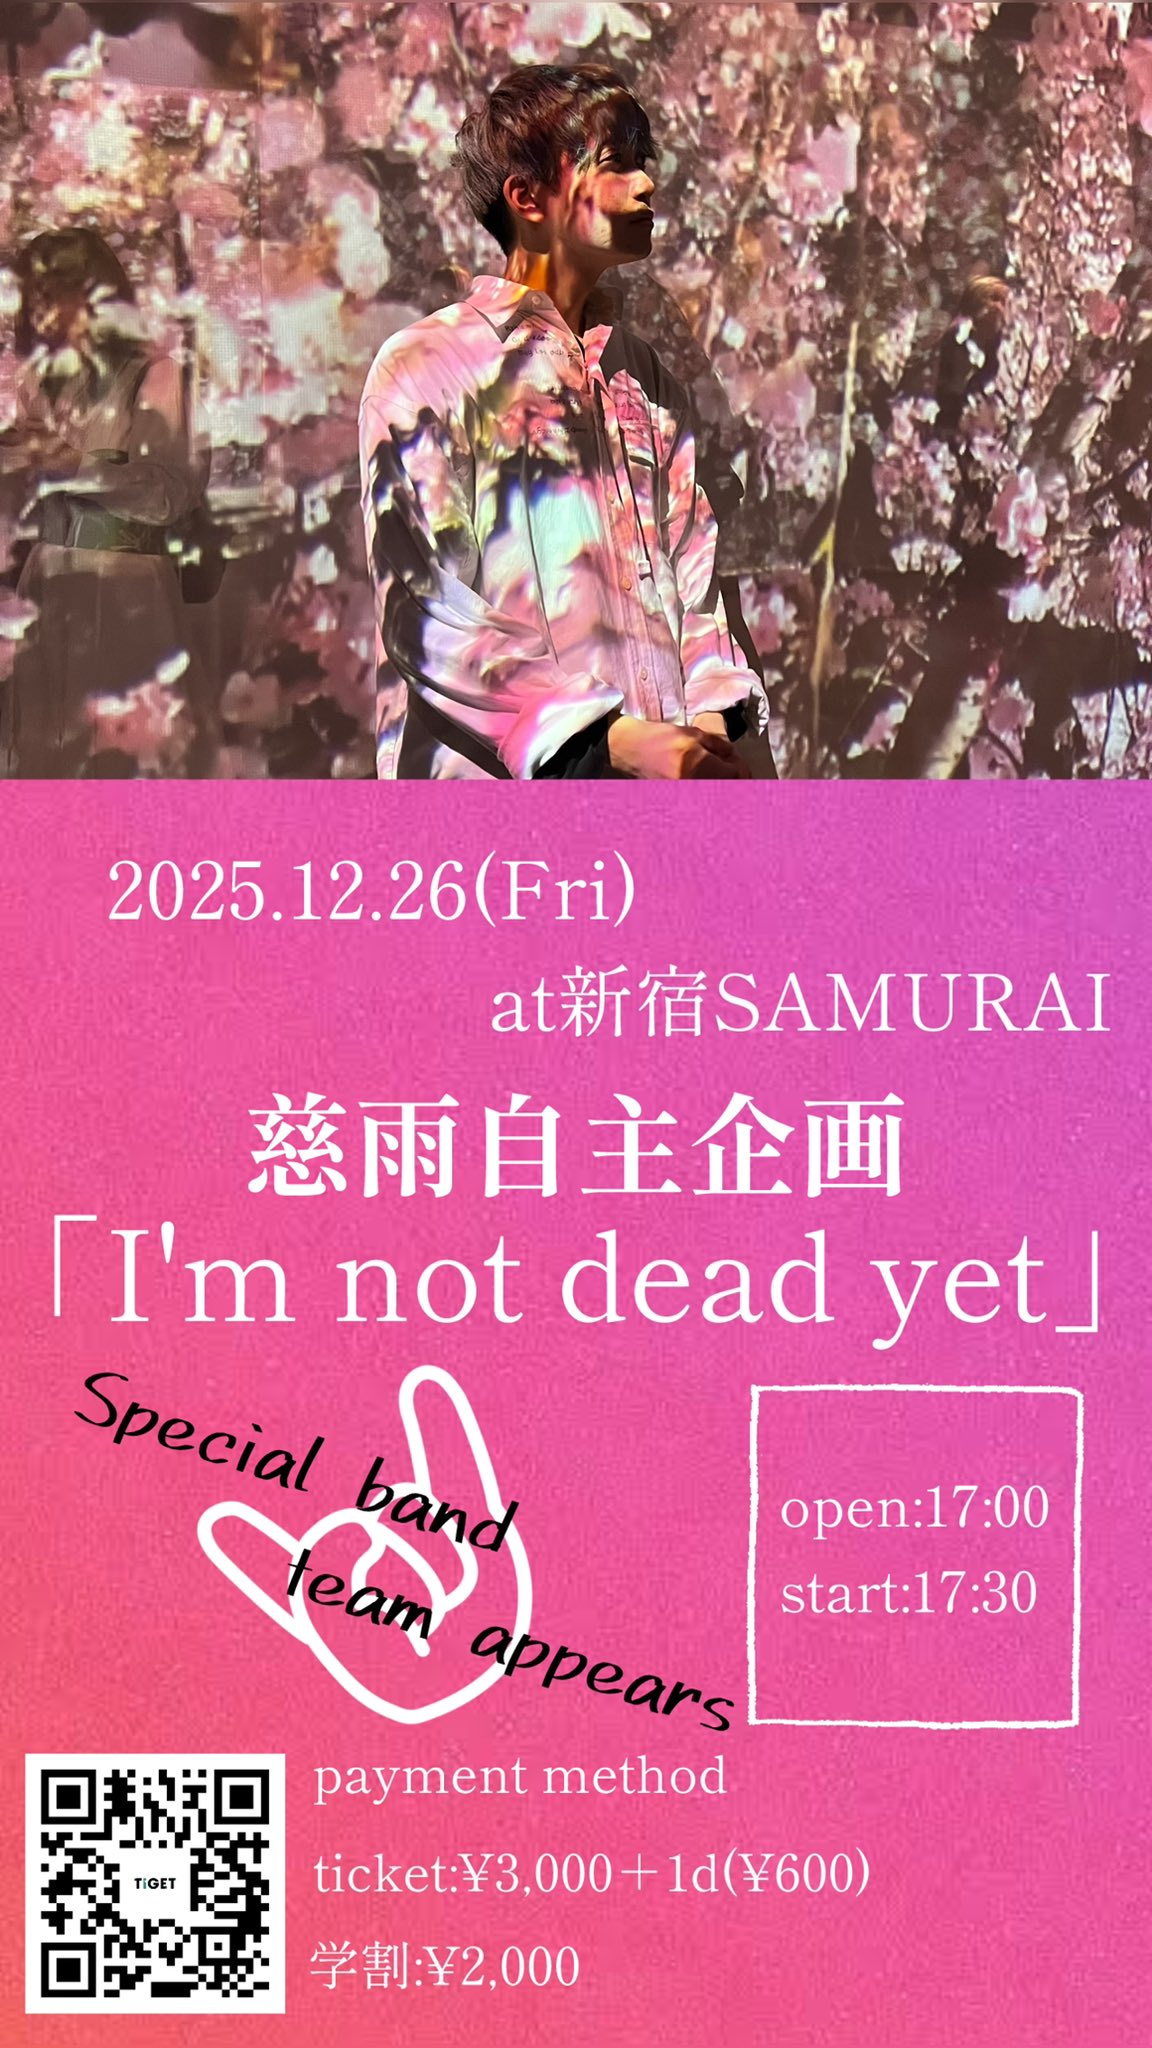 2025.12.26(Fri)
at新宿SAMURAI
慈雨自主企画
「I'm not dead yet」
Special band
team appears
open:17:00
start:17:30
payment method
ticket:¥3,000＋1d(¥600)
学割:¥2,000
TiGET